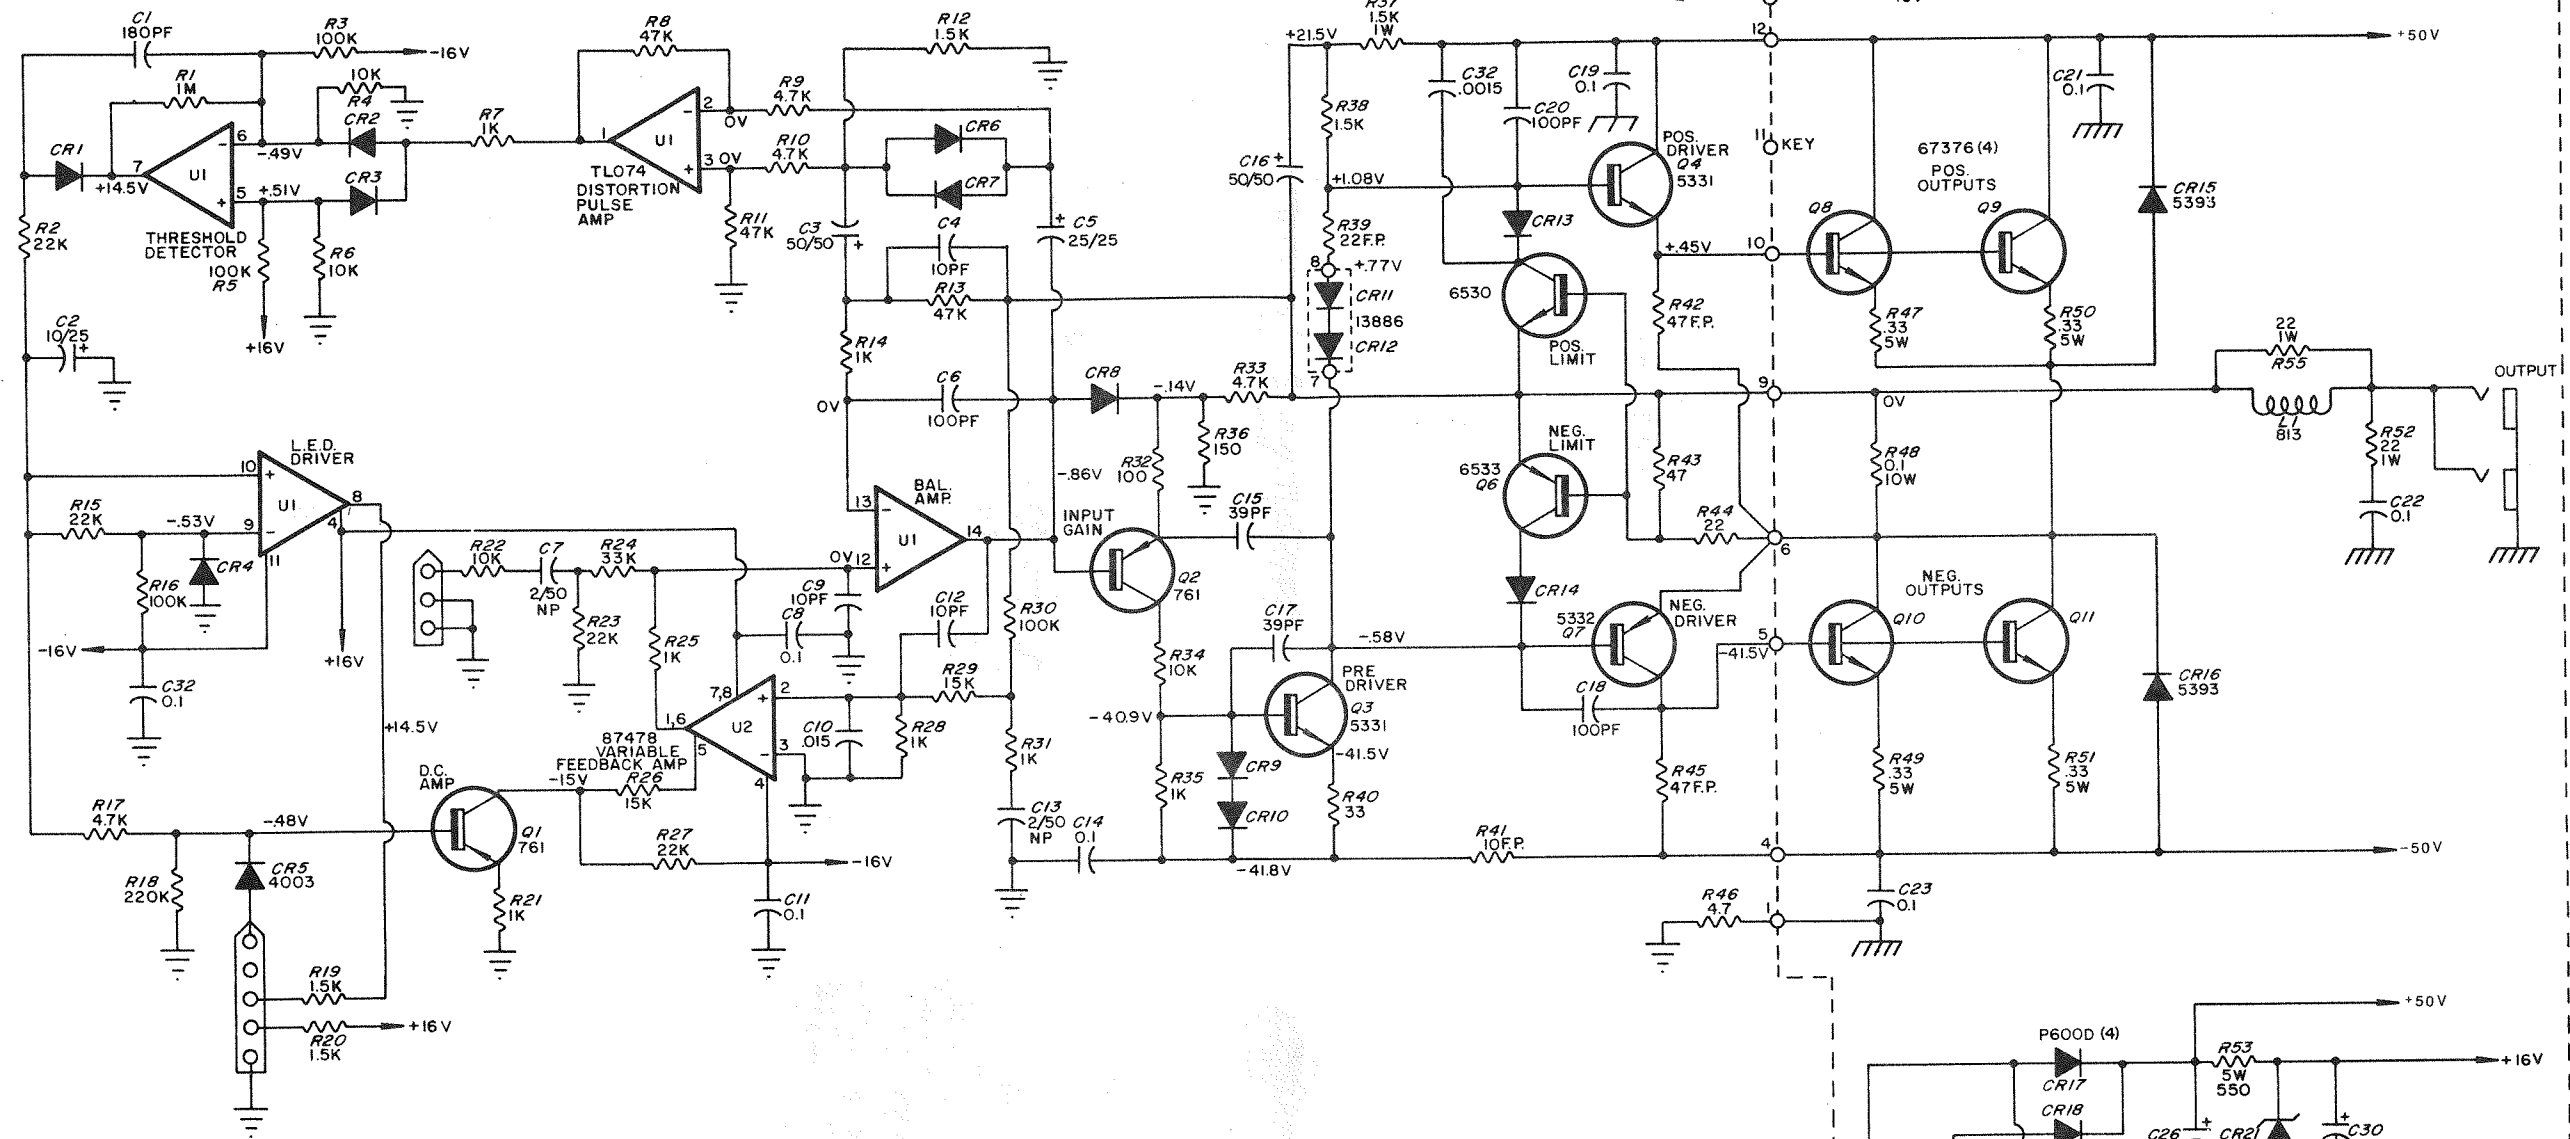 C1
180PF
R3
100K
-16V
R1
1M
10K
R4
CR2
6
-.49V
CR1
7
+14.5V
U1
5
+.51V
CR3
R2
22K
THRESHOLD
DETECTOR
100K
R5
R6
10K
+16V
C2
10/25
+
R7
1K
R8
47K
1
U1
2
0V
3
0V
TL074
DISTORTION
PULSE
AMP
R9
4.7K
R10
4.7K
R11
47K
R12
1.5K
CR6
CR7
C3
50/50
+
C4
10PF
R13
47K
C5
25/25
+
R14
1K
0V
C6
100PF
CR8
-.14V
R33
4.7K
R36
150
R32
100
-.86V
C15
39PF
INPUT
GAIN
Q2
761
BAL.
AMP.
13
12
0V
U1
14
L.E.D.
DRIVER
10
9
U1
8
4
11
R15
22K
-.53V
R16
100K
CR4
-16V
C32
0.1
+16V
+14.5V
R22
10K
C7
2/50
NP
R24
33K
R23
22K
R25
1K
C9
10PF
C8
0.1
C12
10PF
R30
100K
R29
15K
R28
1K
C10
.015
R31
1K
C13
2/50
NP
C14
0.1
7,8
2
1,6
U2
3
5
4
87478
VARIABLE
FEEDBACK AMP
-15V
R26
15K
R27
22K
-16V
C11
0.1
D.C.
AMP
Q1
761
R21
1K
R17
4.7K
-.48V
R18
220K
CR5
4003
R19
1.5K
R20
1.5K
+16V
R34
10K
-40.9V
R35
1K
C17
39PF
CR9
CR10
-41.8V
PRE
DRIVER
Q3
5331
-41.5V
R40
33
R41
10F.P.
-.58V
+21.5V
R37
1.5K
1W
R38
1.5K
C16
50/50
+
+1.08V
R39
22F.P.
8
+.77V
CR11
13886
CR12
7
C32
.0015
C20
100PF
C19
0.1
POS.
DRIVER
Q4
5331
CR13
6530
POS.
LIMIT
+.45V
R42
47F.P.
NEG.
LIMIT
6533
Q6
R43
47
R44
22
CR14
5332
Q7
NEG.
DRIVER
C18
100PF
R45
47F.P.
R46
4.7
12
11
KEY
10
9
6
5
-41.5V
4
1
67376 (4)
POS.
OUTPUTS
Q8
Q9
R47
.33
5W
R50
.33
5W
C21
0.1
CR15
5393
+50V
0V
R48
0.1
10W
NEG.
OUTPUTS
Q10
Q11
R49
.33
5W
R51
.33
5W
CR16
5393
-50V
C23
0.1
22
1W
R55
L1
813
R52
22
1W
C22
0.1
OUTPUT
+50V
P600D (4)
CR17
CR18
R53
5W
550
+16V
C26
+
CR21
C30
+